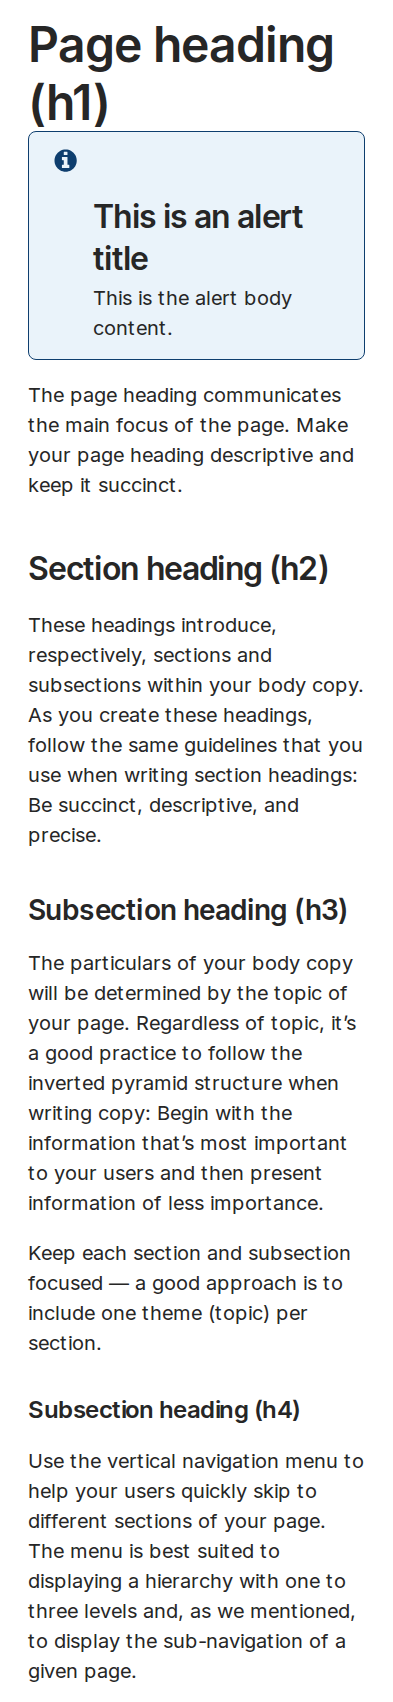 Page heading
(h1)
This is an alert
title
This is the alert body
content.
The page heading communicates
the main focus of the page. Make
your page heading descriptive and
keep it succinct.
Section heading (h2)
These headings introduce,
respectively, sections and
subsections within your body copy.
As you create these headings,
follow the same guidelines that you
use when writing section headings:
Be succinct, descriptive, and
precise.
Subsection heading (h3)
The particulars of your body copy
will be determined by the topic of
your page. Regardless of topic, it’s
a good practice to follow the
inverted pyramid structure when
writing copy: Begin with the
information that’s most important
to your users and then present
information of less importance.
Keep each section and subsection
focused — a good approach is to
include one theme (topic) per
section.
Subsection heading (h4)
Use the vertical navigation menu to
help your users quickly skip to
different sections of your page.
The menu is best suited to
displaying a hierarchy with one to
three levels and, as we mentioned,
to display the sub-navigation of a
given page.